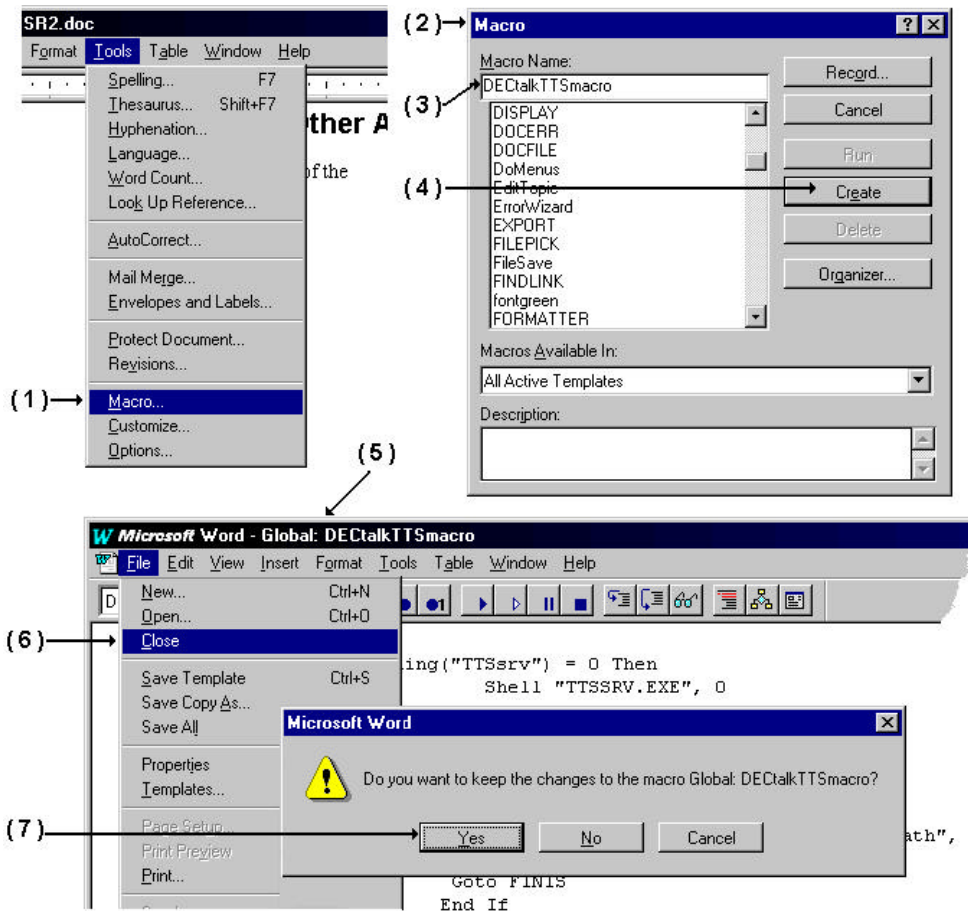 SR2.doc
Format Tools Table Window Help
Spelling... F7
Thesaurus... Shift+F7
Hyphenation...
Language...
Word Count...
Look Up Reference...
AutoCorrect...
Mail Merge...
Envelopes and Labels...
Protect Document...
Revisions...
(1) Macro...
Customize...
Options...
ther A
of the
(2) Macro
Macro Name:
(3) DECtalkTTSmacro
DISPLAY
DOCERR
DOCFILE
DoMenus
EditTopic
ErrorWizard
EXPORT
FILEPICK
FileSave
FINDLINK
fontgreen
FORMATTER
Record...
Cancel
Run
(4) Create
Delete
Organizer...
Macros Available In:
All Active Templates
Description:
(5)
Microsoft Word - Global: DECtalkTTSmacro
File Edit View Insert Format Tools Table Window Help
D
New... Ctrl+N
Open... Ctrl+O
(6) Close
Save Template Ctrl+S
Save Copy As...
Save All
Properties
Templates...
Page Setup...
Print Preview
Print...
ing("TTSsrv") = 0 Then
Shell "TTSSRV.EXE", 0
Microsoft Word
Do you want to keep the changes to the macro Global: DECtalkTTSmacro?
(7) Yes No Cancel
ath",
Goto FINIS
End If